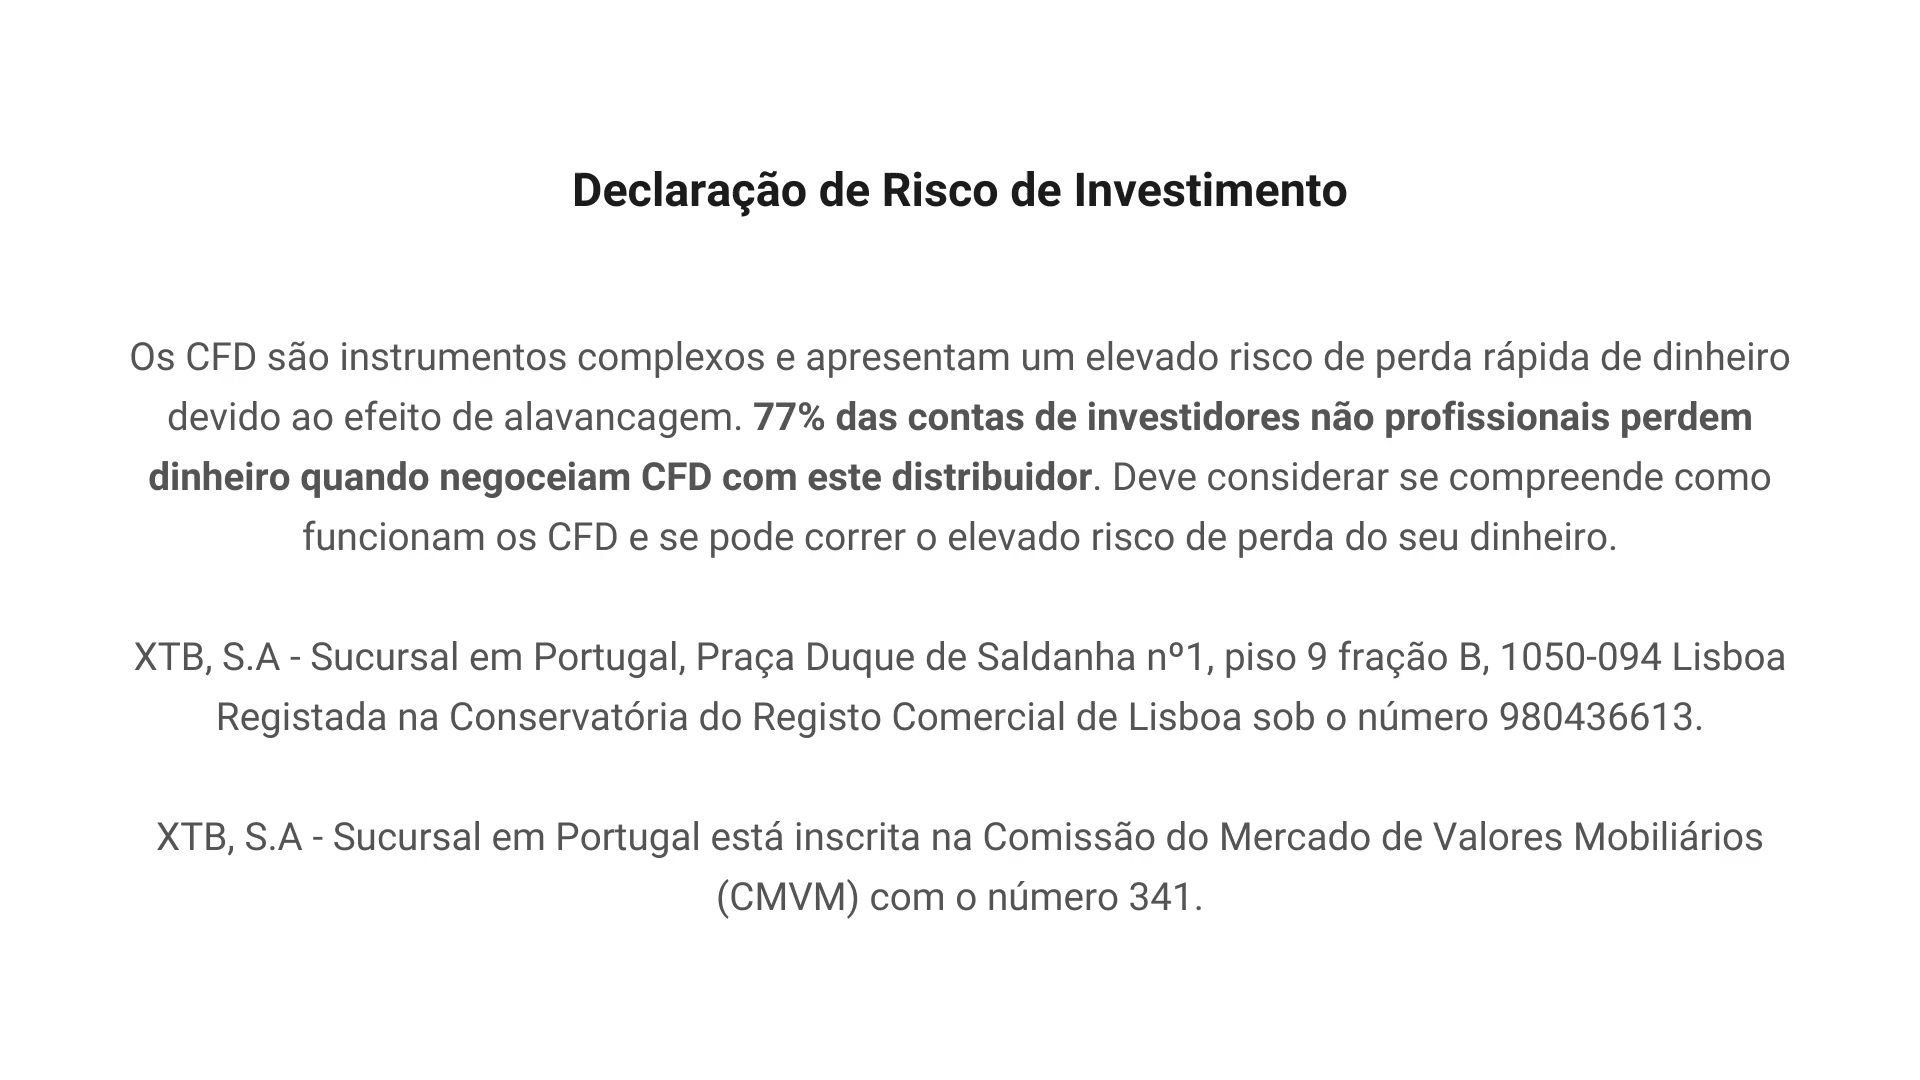 Declaração de Risco de Investimento
Os CFD são instrumentos complexos e apresentam um elevado risco de perda rápida de dinheiro
devido ao efeito de alavancagem. 77% das contas de investidores não profissionais perdem
dinheiro quando negoceiam CFD com este distribuidor. Deve considerar se compreende como
funcionam os CFD e se pode correr o elevado risco de perda do seu dinheiro.
XTB, S.A - Sucursal em Portugal, Praça Duque de Saldanha nº1, piso 9 fração B, 1050-094 Lisboa
Registada na Conservatória do Registo Comercial de Lisboa sob o número 980436613.
XTB, S.A - Sucursal em Portugal está inscrita na Comissão do Mercado de Valores Mobiliários
(CMVM) com o número 341.